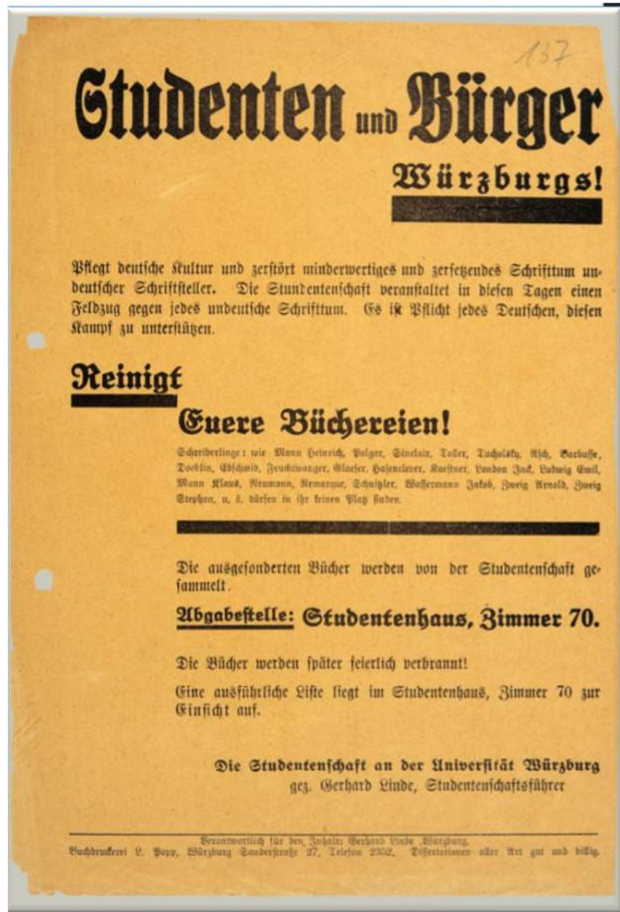 137
Studenten und Bürger
Würzburgs!
Pflegt deutsche Kultur und zerstört minderwertiges und zersetzendes Schrifttum un-
deutscher Schriftsteller. Die Stundentenschaft veranstaltet in diesen Tagen einen
Feldzug gegen jedes undeutsche Schrifttum. Es ist Pflicht jedes Deutschen, diesen
Kampf zu unterstützen.
Reinigt
Euere Büchereien!
Schreiberlinge: wie Mann Heinrich, Polgar, Sinclair, Toller, Tucholsky, Asch, Barbusse,
Doeblin, Edschmid, Feuchtwanger, Glaeser, Hasenclever, Kaestner, London Jack, Ludwig Emil,
Mann Klaus, Neumann, Remarque, Schnitzler, Wassermann Jakob, Zweig Arnold, Zweig
Stephan, u. ä. dürfen in ihr keinen Platz finden.
Die ausgesonderten Bücher werden von der Studentenschaft ge-
sammelt.
Abgabestelle: Studentenhaus, Zimmer 70.
Die Bücher werden später feierlich verbrannt!
Eine ausführliche Liste liegt im Studentenhaus, Zimmer 70 zur
Einsicht auf.
Die Studentenschaft an der Universität Würzburg
gez. Gerhard Linde, Studentenschaftsführer
Verantwortlich für den Inhalt: Gerhard Linde Würzburg.
Buchdruckerei L. Popp, Würzburg Sanderstraße 27. Telefon 2352. Dissertationen aller Art gut und billig.